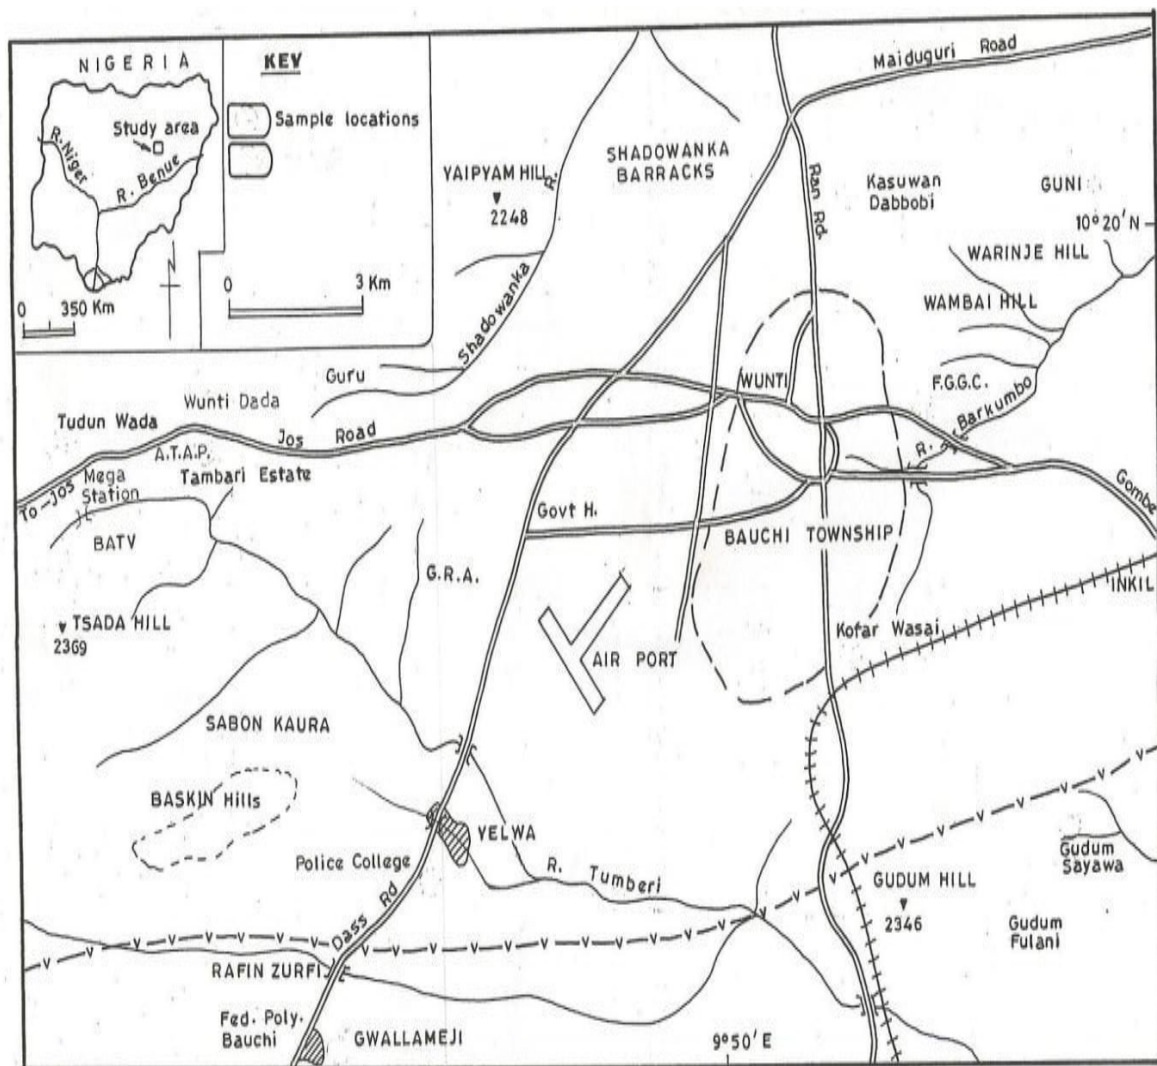 NIGERIA
Study area
R. Niger
R. Benue
N
0 350 Km
KEY
Sample locations
0 3 Km
Maiduguri Road
SHADOWANKA
BARRACKS
YAIPYAM HILL
2248
R. Shadowanka
Ran Rd.
Kasuwan
Dabbobi
GUNI
10°20'N
WARINJE HILL
WAMBAI HILL
F.G.G.C.
R. Barkumbo
Guru
WUNTI
Wunti Dada
Tudun Wada
Jos Road
A.T.A.P.
To-Jos
Mega
Station
Tambari Estate
BATV
Govt H.
Gombe
BAUCHI TOWNSHIP
G.R.A.
INKIL
TSADA HILL
2369
Kofar Wasai
AIR PORT
SABON KAURA
BASKIN Hills
YELWA
Police College
R. Tumberi
Gudum
Sayawa
GUDUM HILL
2346
Gudum
Fulani
Dass Rd
RAFIN ZURFI
Fed. Poly.
Bauchi
GWALLAMEJI
9°50'E